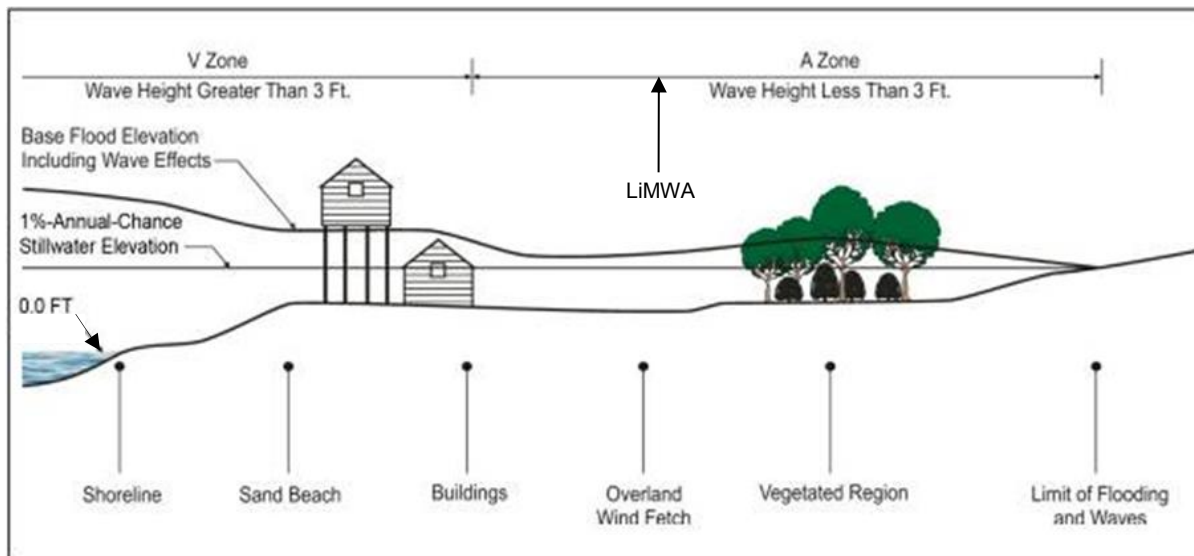 V Zone
Wave Height Greater Than 3 Ft.
A Zone
Wave Height Less Than 3 Ft.
LiMWA
Base Flood Elevation
Including Wave Effects
1%-Annual-Chance
Stillwater Elevation
0.0 FT
Shoreline
Sand Beach
Buildings
Overland
Wind Fetch
Vegetated Region
Limit of Flooding
and Waves